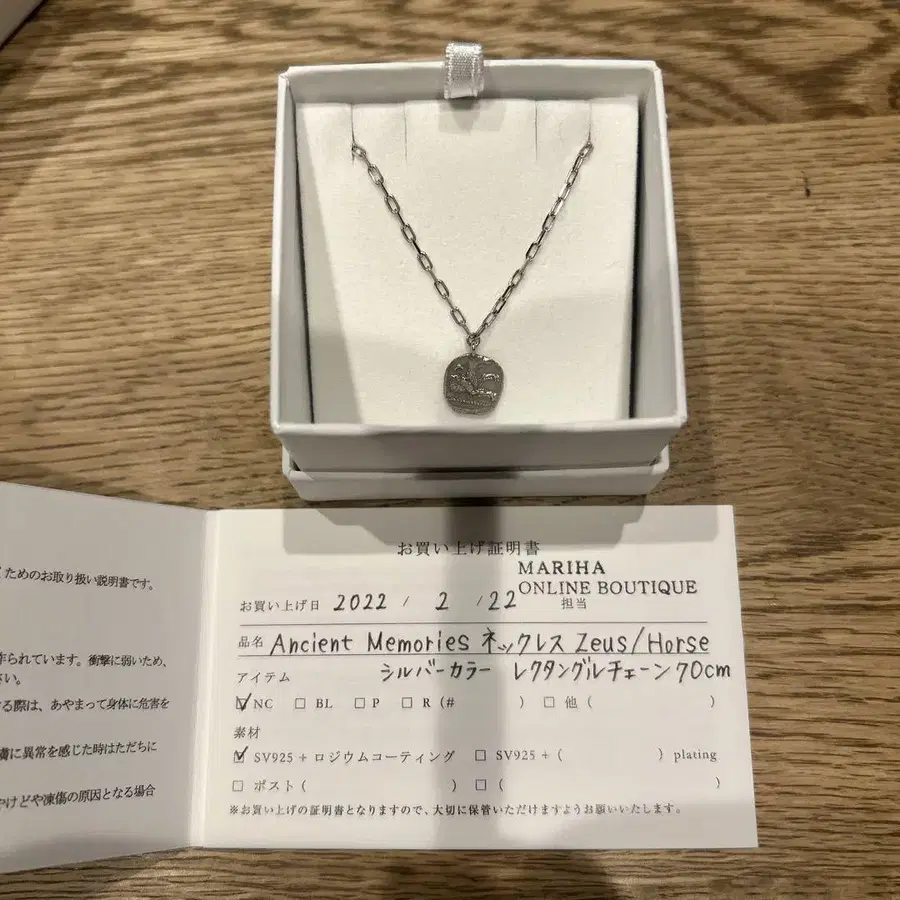 ためのお取り扱い説明書です。
られています。衝撃に弱いため、
さい。
る際は、あやまって身体に危害を
膚に異常を感じた時はただちに
やけどや凍傷の原因となる場合
お買い上げ証明書
MARIHA
ONLINE BOUTIQUE
お買い上げ日 2022 / 2 / 22 担当
品名 Ancient Memories ネックレス Zeus/Horse
シルバーカラー レクタングルチェーン70cm
アイテム
☑ NC □ BL □ P □ R (# ) □ 他 ( )
素材
☑ SV925 + ロジウムコーティング □ SV925 + ( ) plating
□ ポスト ( ) □ ( )
※お買い上げの証明書となりますので、大切に保管いただけますようお願いいたします。